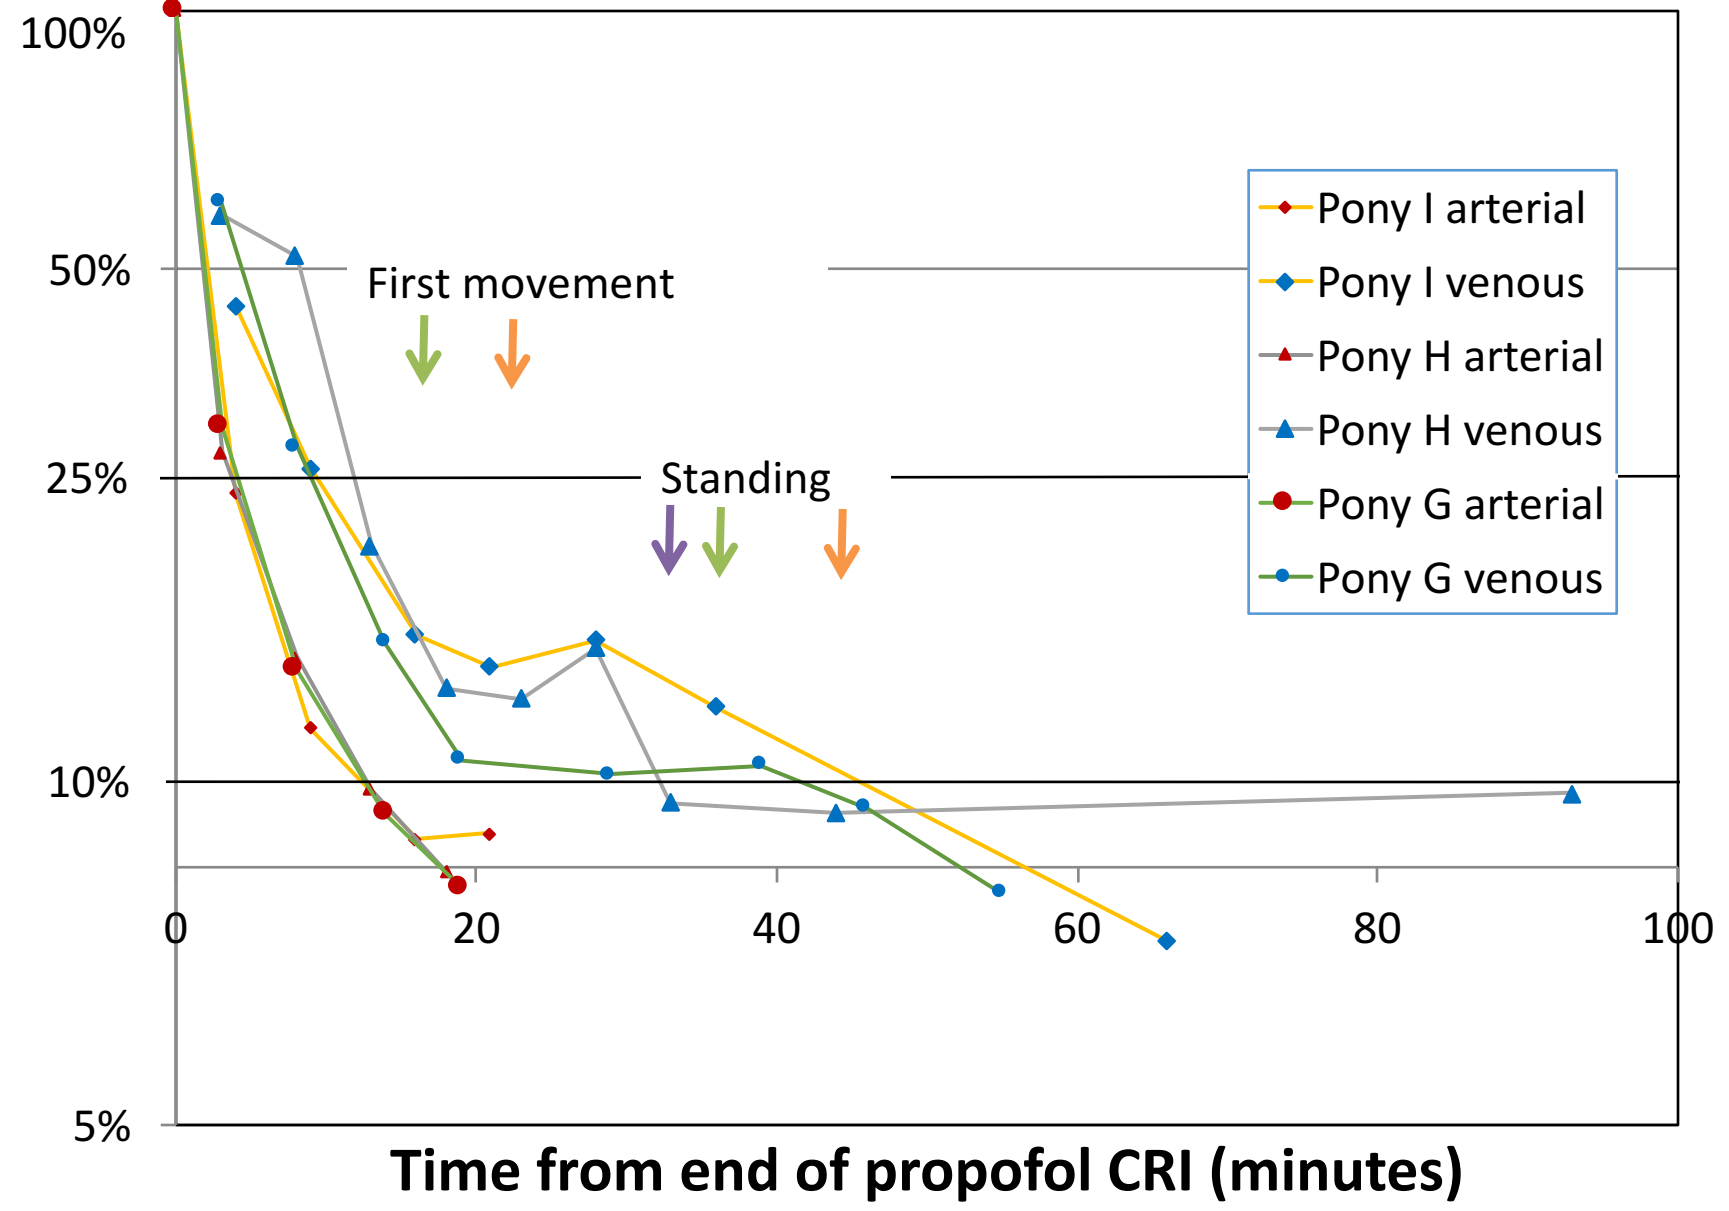 100%
50%
25%
10%
5%
First movement
Standing
Pony I arterial
Pony I venous
Pony H arterial
Pony H venous
Pony G arterial
Pony G venous
0 20 40 60 80 100
Time from end of propofol CRI (minutes)